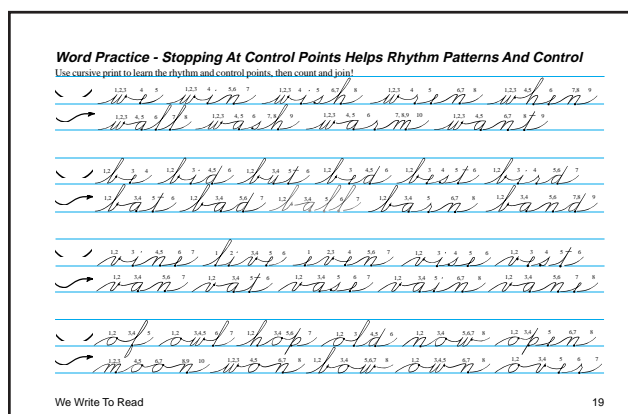 Word Practice - Stopping At Control Points Helps Rhythm Patterns And Control
Use cursive print to learn the rhythm and control points, then count and join!
we win wish wren when
wall wash warm want
be bid but bed best bird
bat bad ball barn band
vine live even vise vest
van vat vase vain vane
of owl hop old now open
moon won bow own over
We Write To Read 19